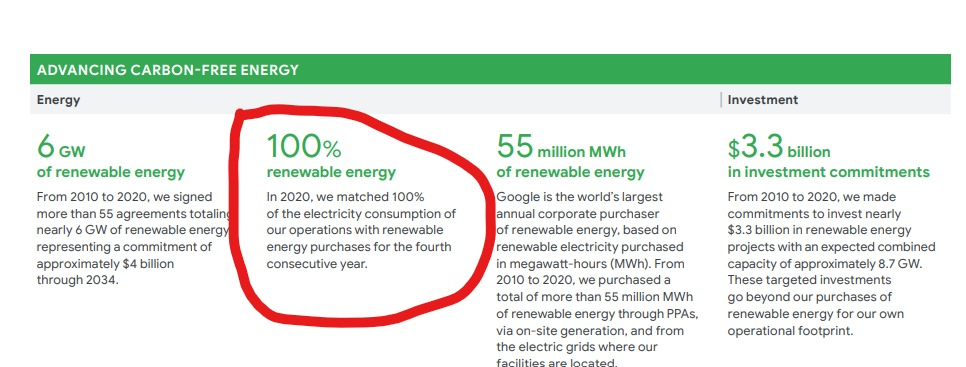 ADVANCING CARBON-FREE ENERGY
Energy
Investment
6 GW
of renewable energy
From 2010 to 2020, we signed
more than 55 agreements totaling
nearly 6 GW of renewable energy
representing a commitment of
approximately $4 billion
through 2034.
100%
renewable energy
In 2020, we matched 100%
of the electricity consumption of
our operations with renewable
energy purchases for the fourth
consecutive year.
55 million MWh
of renewable energy
Google is the world's largest
annual corporate purchaser
of renewable energy, based on
renewable electricity purchased
in megawatt-hours (MWh). From
2010 to 2020, we purchased a
total of more than 55 million MWh
of renewable energy through PPAs,
via on-site generation, and from
the electric grids where our
facilities are located.
$3.3 billion
in investment commitments
From 2010 to 2020, we made
commitments to invest nearly
$3.3 billion in renewable energy
projects with an expected combined
capacity of approximately 8.7 GW.
These targeted investments
go beyond our purchases of
renewable energy for our own
operational footprint.